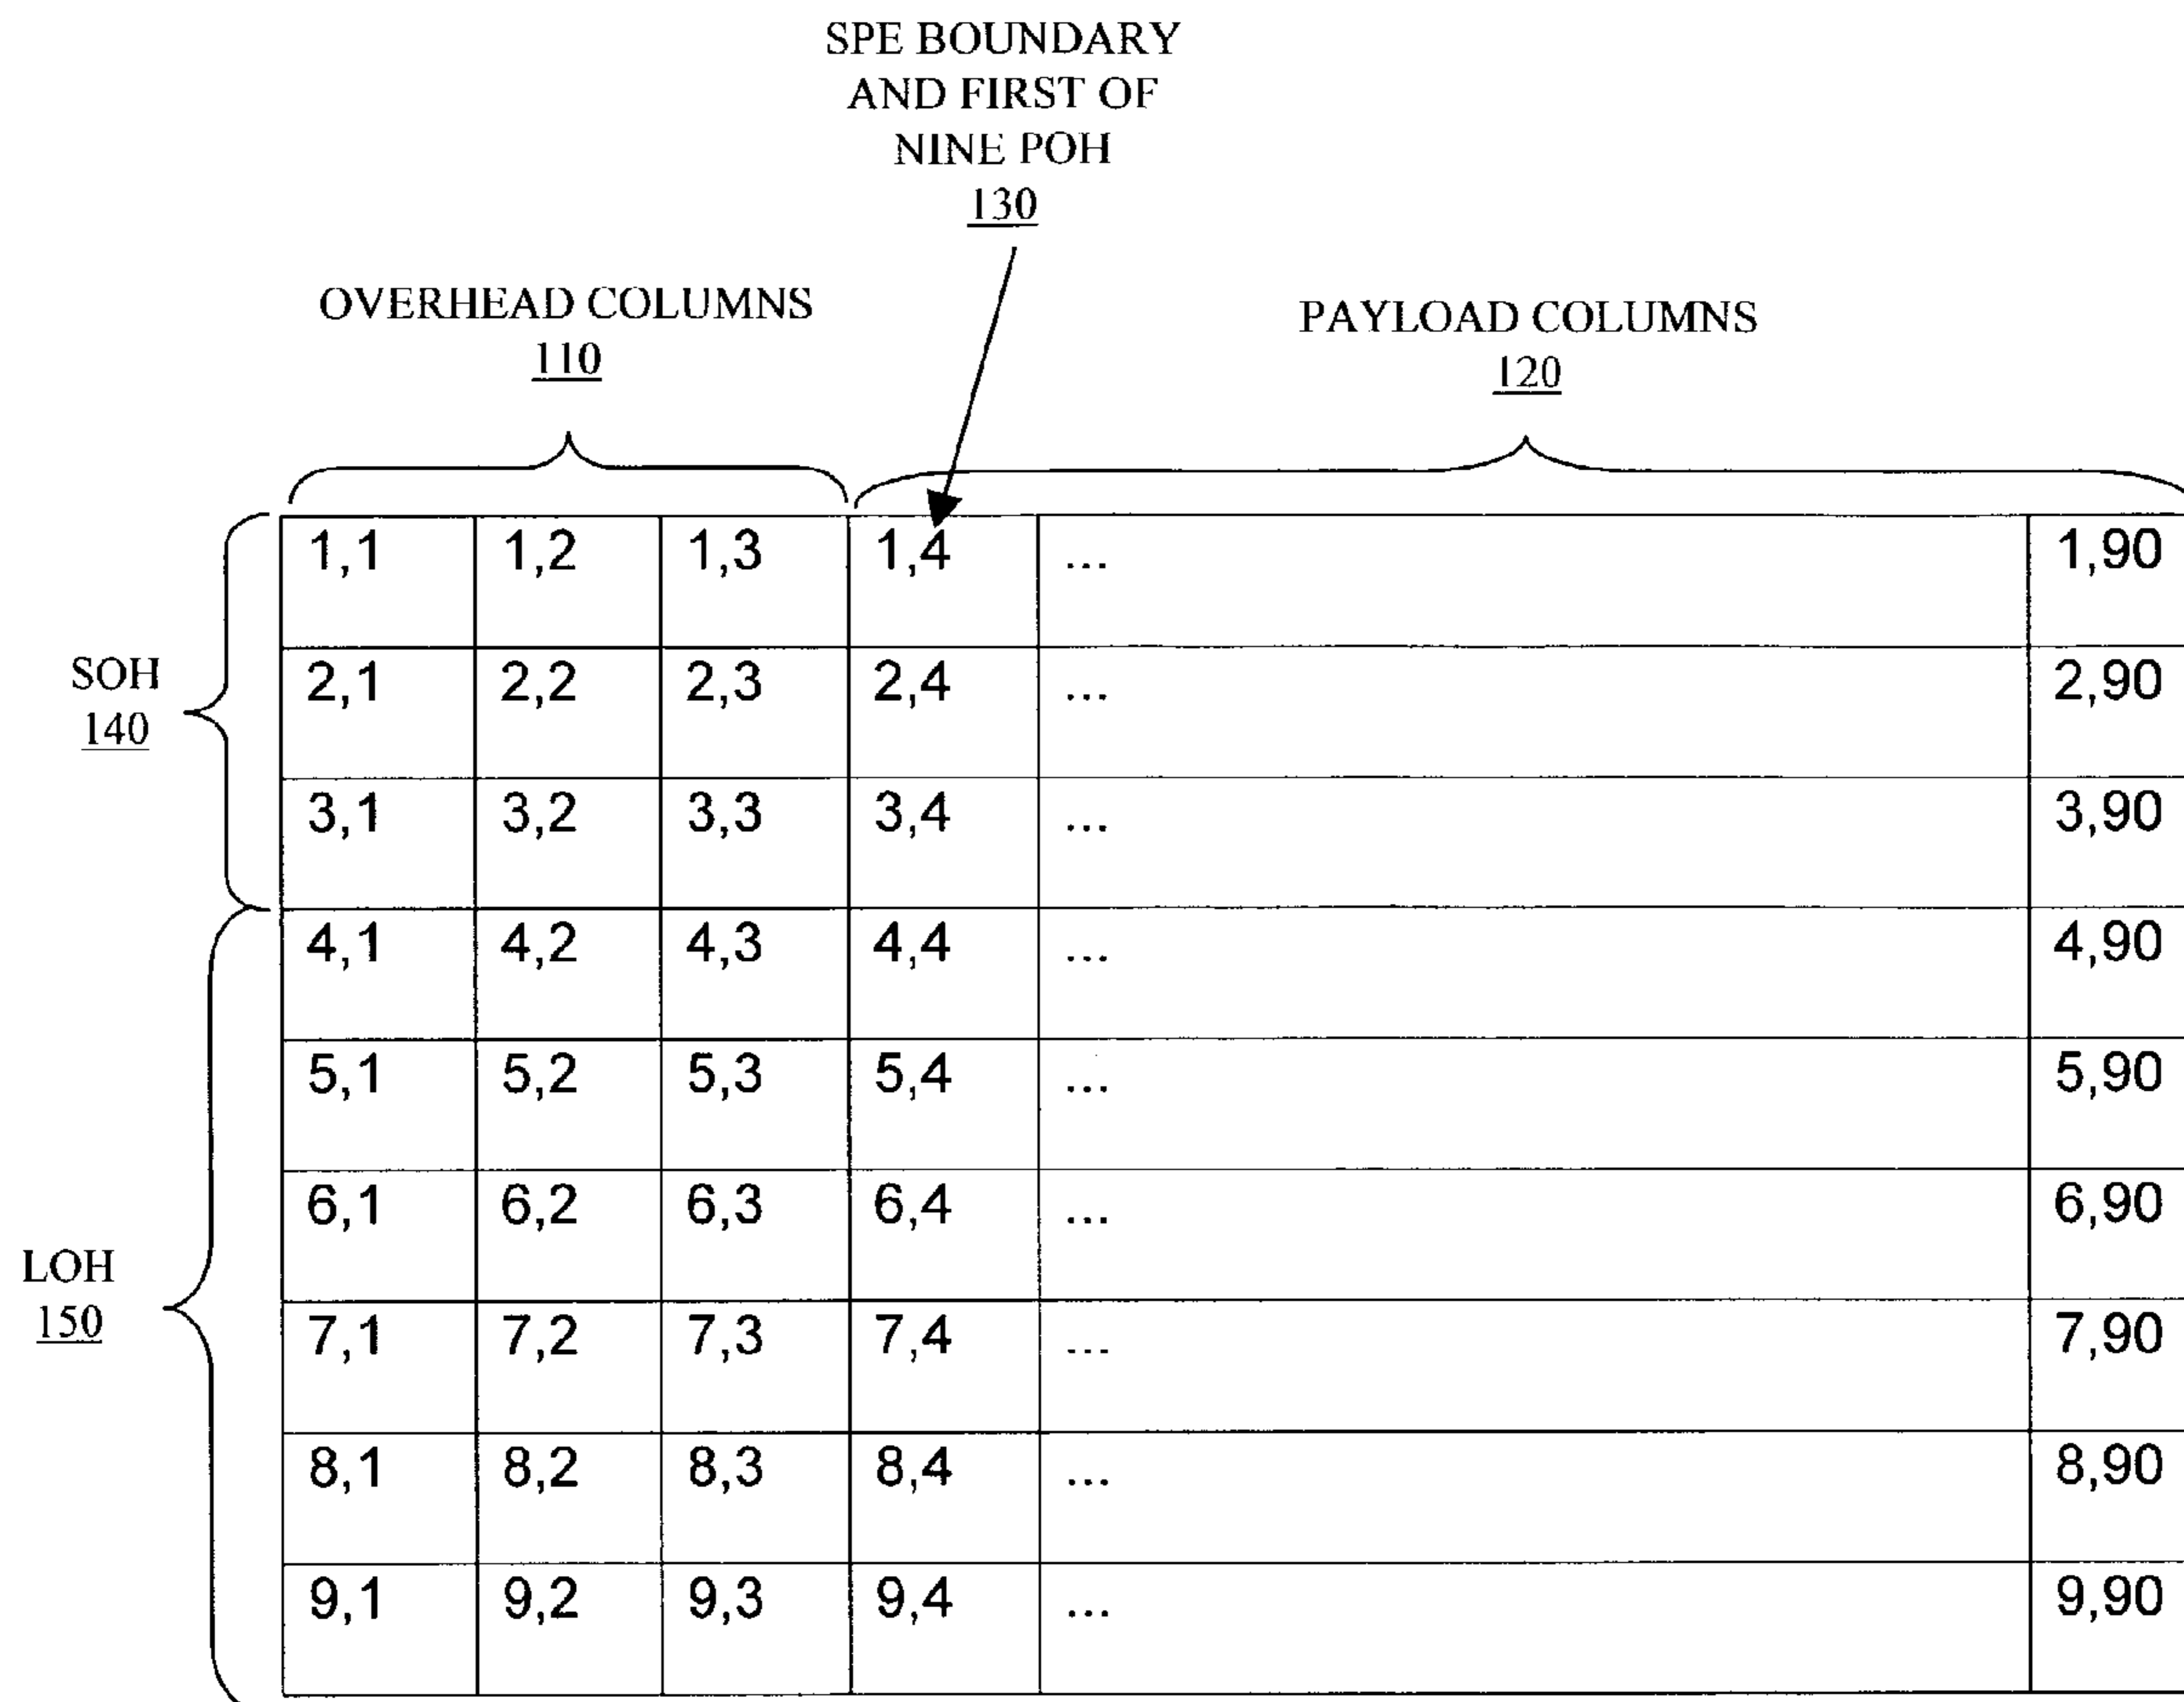 SPE BOUNDARY
AND FIRST OF
NINE POH
130
OVERHEAD COLUMNS
110
PAYLOAD COLUMNS
120
1,1 1,2 1,3 1,4 ... 1,90
SOH
140
2,1 2,2 2,3 2,4 ... 2,90
3,1 3,2 3,3 3,4 ... 3,90
4,1 4,2 4,3 4,4 ... 4,90
5,1 5,2 5,3 5,4 ... 5,90
6,1 6,2 6,3 6,4 ... 6,90
LOH
150
7,1 7,2 7,3 7,4 ... 7,90
8,1 8,2 8,3 8,4 ... 8,90
9,1 9,2 9,3 9,4 ... 9,90